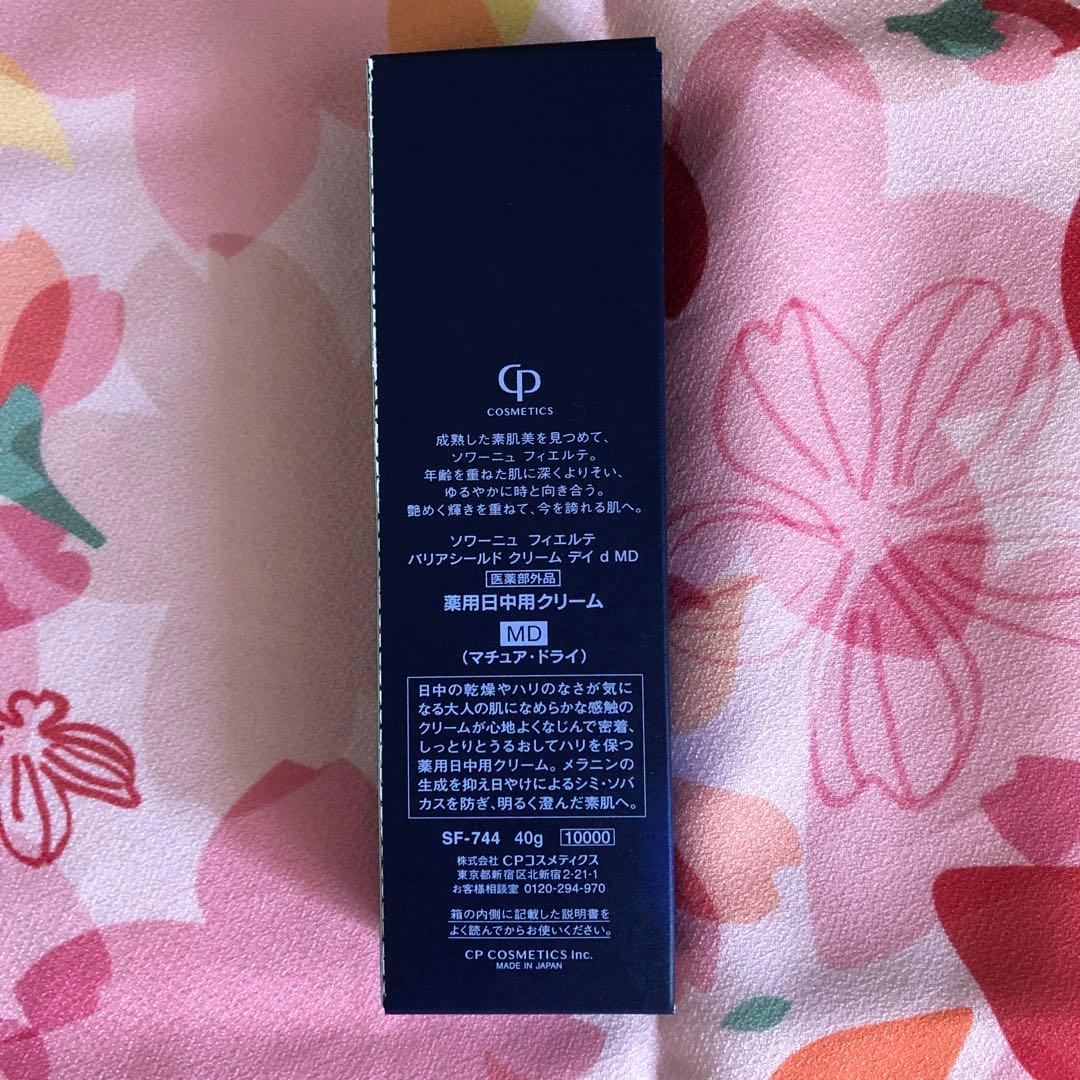 CP
COSMETICS
成熟した素肌美を見つめて、
ソワーニュ フィエルテ。
年齢を重ねた肌に深くよりそい、
ゆるやかに時と向き合う。
艶めく輝きを重ねて、今を誇れる肌へ。
ソワーニュ フィエルテ
バリアシールド クリーム デイ d MD
医薬部外品
薬用日中用クリーム
MD
(マチュア・ドライ)
日中の乾燥やハリのなさが気に
なる大人の肌になめらかな感触の
クリームが心地よくなじんで密着、
しっとりとうるおしてハリを保つ
薬用日中用クリーム。メラニンの
生成を抑え日やけによるシミ・ソバ
カスを防ぎ、明るく澄んだ素肌へ。
SF-744 40g 10000
株式会社 CPコスメティクス
東京都新宿区北新宿2-21-1
お客様相談室 0120-294-970
箱の内側に記載した説明書を
よく読んでからお使いください。
CP COSMETICS Inc.
MADE IN JAPAN